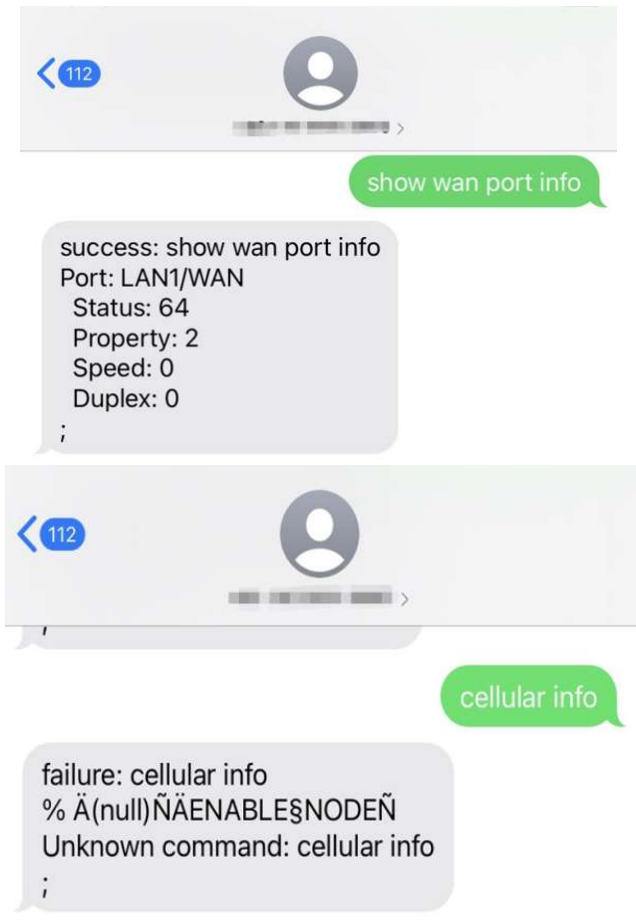 112
show wan port info
success: show wan port info
Port: LAN1/WAN
Status: 64
Property: 2
Speed: 0
Duplex: 0
;
112
;
cellular info
failure: cellular info
% Ä(null)ÑÄENABLE§NODEÑ
Unknown command: cellular info
;